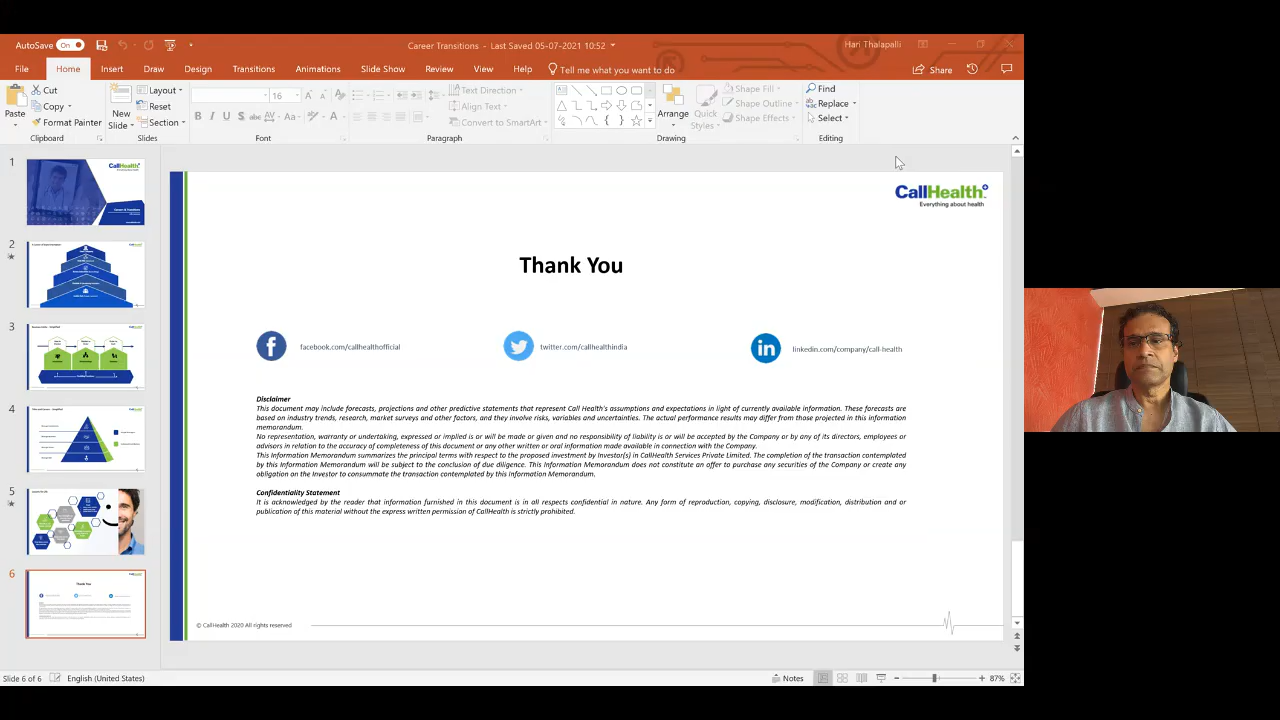 AutoSave On
Career Transitions - Last Saved 05-07-2021 10:52
Hari Thalapalli
File Home Insert Draw Design Transitions Animations Slide Show Review View Help Tell me what you want to do
Share
Paste
Cut
Copy
Format Painter
Clipboard
New Slide
Layout
Reset
Section
Slides
16
B I U S abc AV Aa A
Font
Text Direction
Align Text
Convert to SmartArt
Paragraph
Arrange
Quick Styles
Shape Fill
Shape Outline
Shape Effects
Drawing
Find
Replace
Select
Editing
1
CallHealth
2
3
4
5
6
Thank You
CallHealth
Everything about health
Thank You
facebook.com/callhealthofficial
twitter.com/callhealthindia
linkedin.com/company/call-health
Disclaimer
This document may include forecasts, projections and other predictive statements that represent Call Health's assumptions and expectations in light of currently available information. These forecasts are
based on industry trends, research, market surveys and other factors, and they involve risks, variables and uncertainties. The actual performance results may differ from those projected in this information
memorandum.
No representation, warranty or undertaking, expressed or implied is or will be made or given and no responsibility of liability is or will be accepted by the Company or by any of its directors, employees or
advisors in relation to the accuracy of completeness of this document or any other written or oral information made available in connection with the Company.
This Information Memorandum summarizes the principal terms with respect to the proposed investment by Investor(s) in CallHealth Services Private Limited. The completion of the transaction contemplated
by this Information Memorandum will be subject to the conclusion of due diligence. This Information Memorandum does not constitute an offer to purchase any securities of the Company or create any
obligation on the Investor to consummate the transaction contemplated by this Information Memorandum.
Confidentiality Statement
It is acknowledged by the reader that information furnished in this document is in all respects confidential in nature. Any form of reproduction, copying, disclosure, modification, distribution and or
publication of this material without the express written permission of CallHealth is strictly prohibited.
© CallHealth 2020 All rights reserved
Slide 6 of 6
English (United States)
Notes
87%